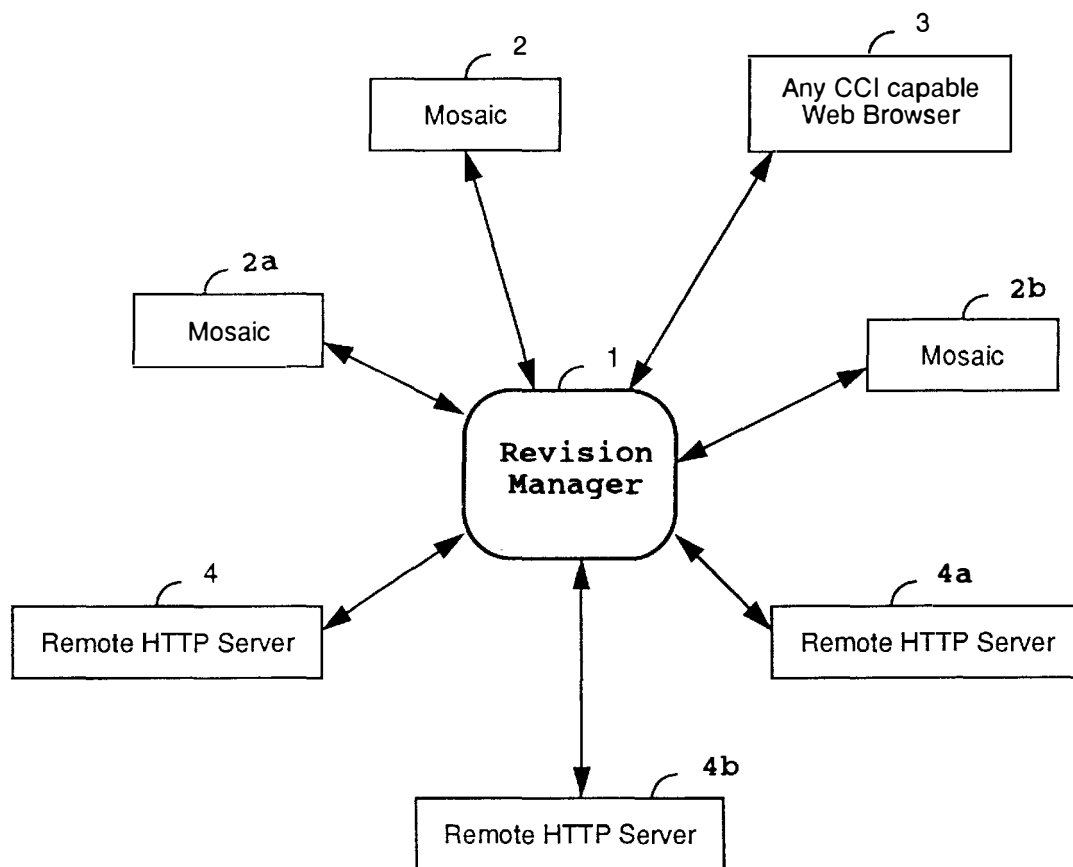 2
Mosaic
3
Any CCI capable
Web Browser
2a
Mosaic
2b
Mosaic
1
Revision
Manager
4
Remote HTTP Server
4a
Remote HTTP Server
4b
Remote HTTP Server